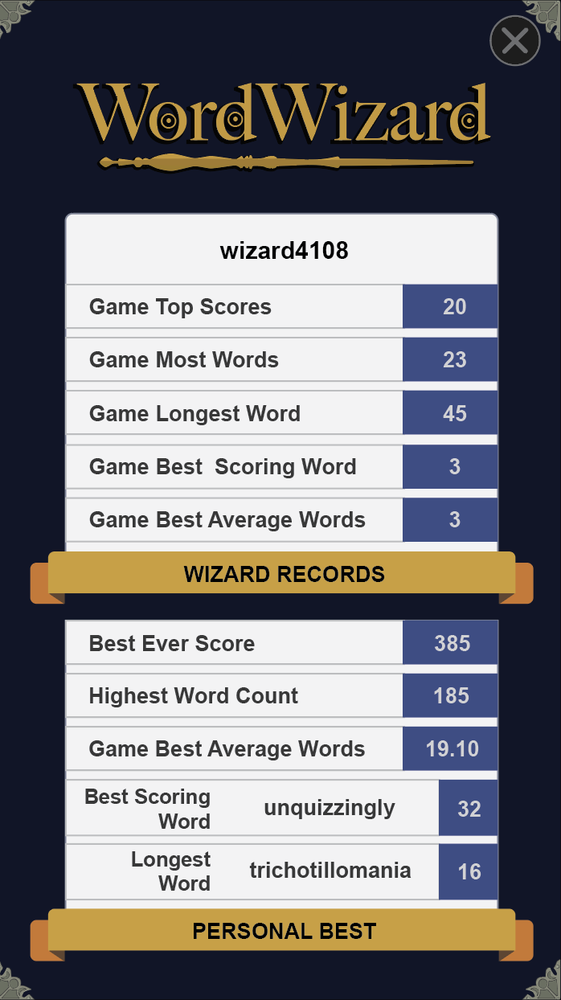 WordWizard
wizard4108
Game Top Scores 20
Game Most Words 23
Game Longest Word 45
Game Best  Scoring Word 3
Game Best Average Words 3
WIZARD RECORDS
Best Ever Score 385
Highest Word Count 185
Game Best Average Words 19.10
Best Scoring
Word
unquizzingly 32
Longest
Word
trichotillomania 16
PERSONAL BEST